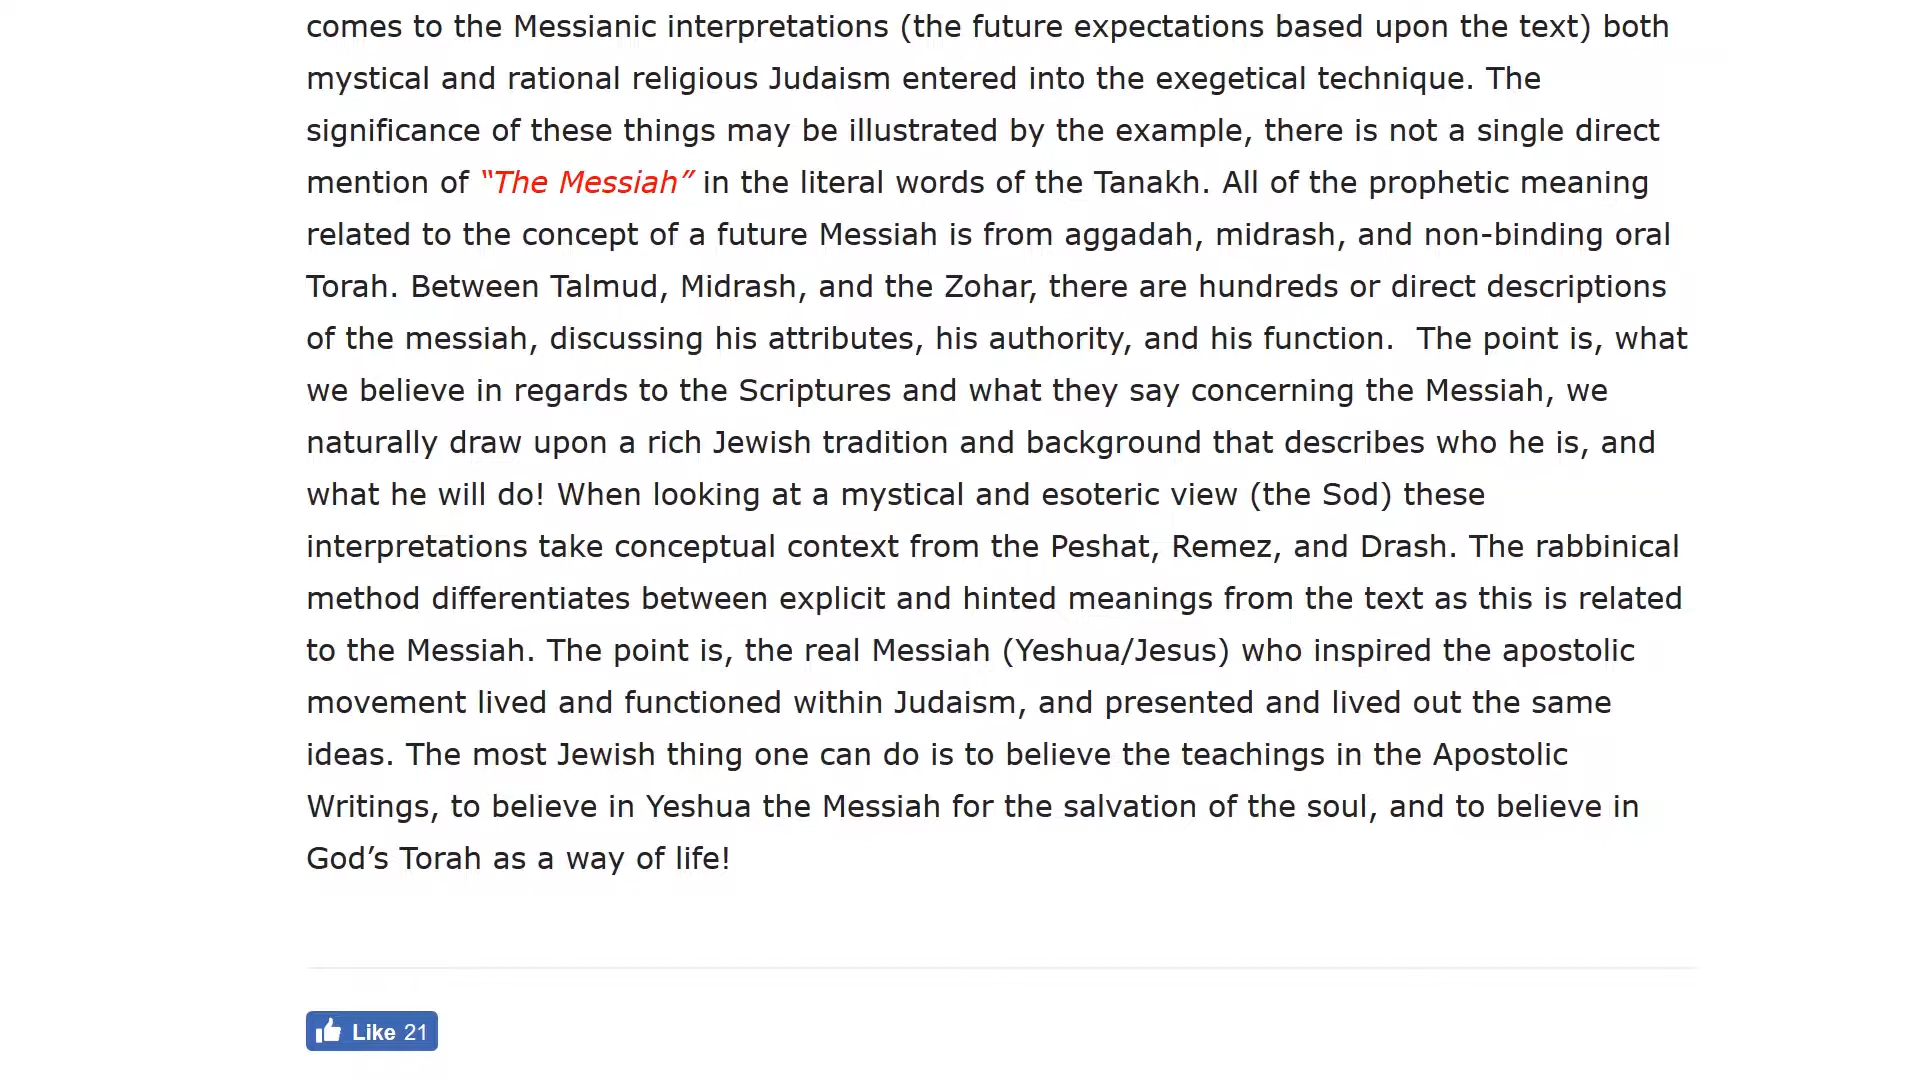 comes to the Messianic interpretations (the future expectations based upon the text) both
mystical and rational religious Judaism entered into the exegetical technique. The
significance of these things may be illustrated by the example, there is not a single direct
mention of “The Messiah” in the literal words of the Tanakh. All of the prophetic meaning
related to the concept of a future Messiah is from aggadah, midrash, and non-binding oral
Torah. Between Talmud, Midrash, and the Zohar, there are hundreds or direct descriptions
of the messiah, discussing his attributes, his authority, and his function.  The point is, what
we believe in regards to the Scriptures and what they say concerning the Messiah, we
naturally draw upon a rich Jewish tradition and background that describes who he is, and
what he will do! When looking at a mystical and esoteric view (the Sod) these
interpretations take conceptual context from the Peshat, Remez, and Drash. The rabbinical
method differentiates between explicit and hinted meanings from the text as this is related
to the Messiah. The point is, the real Messiah (Yeshua/Jesus) who inspired the apostolic
movement lived and functioned within Judaism, and presented and lived out the same
ideas. The most Jewish thing one can do is to believe the teachings in the Apostolic
Writings, to believe in Yeshua the Messiah for the salvation of the soul, and to believe in
God’s Torah as a way of life!
Like 21